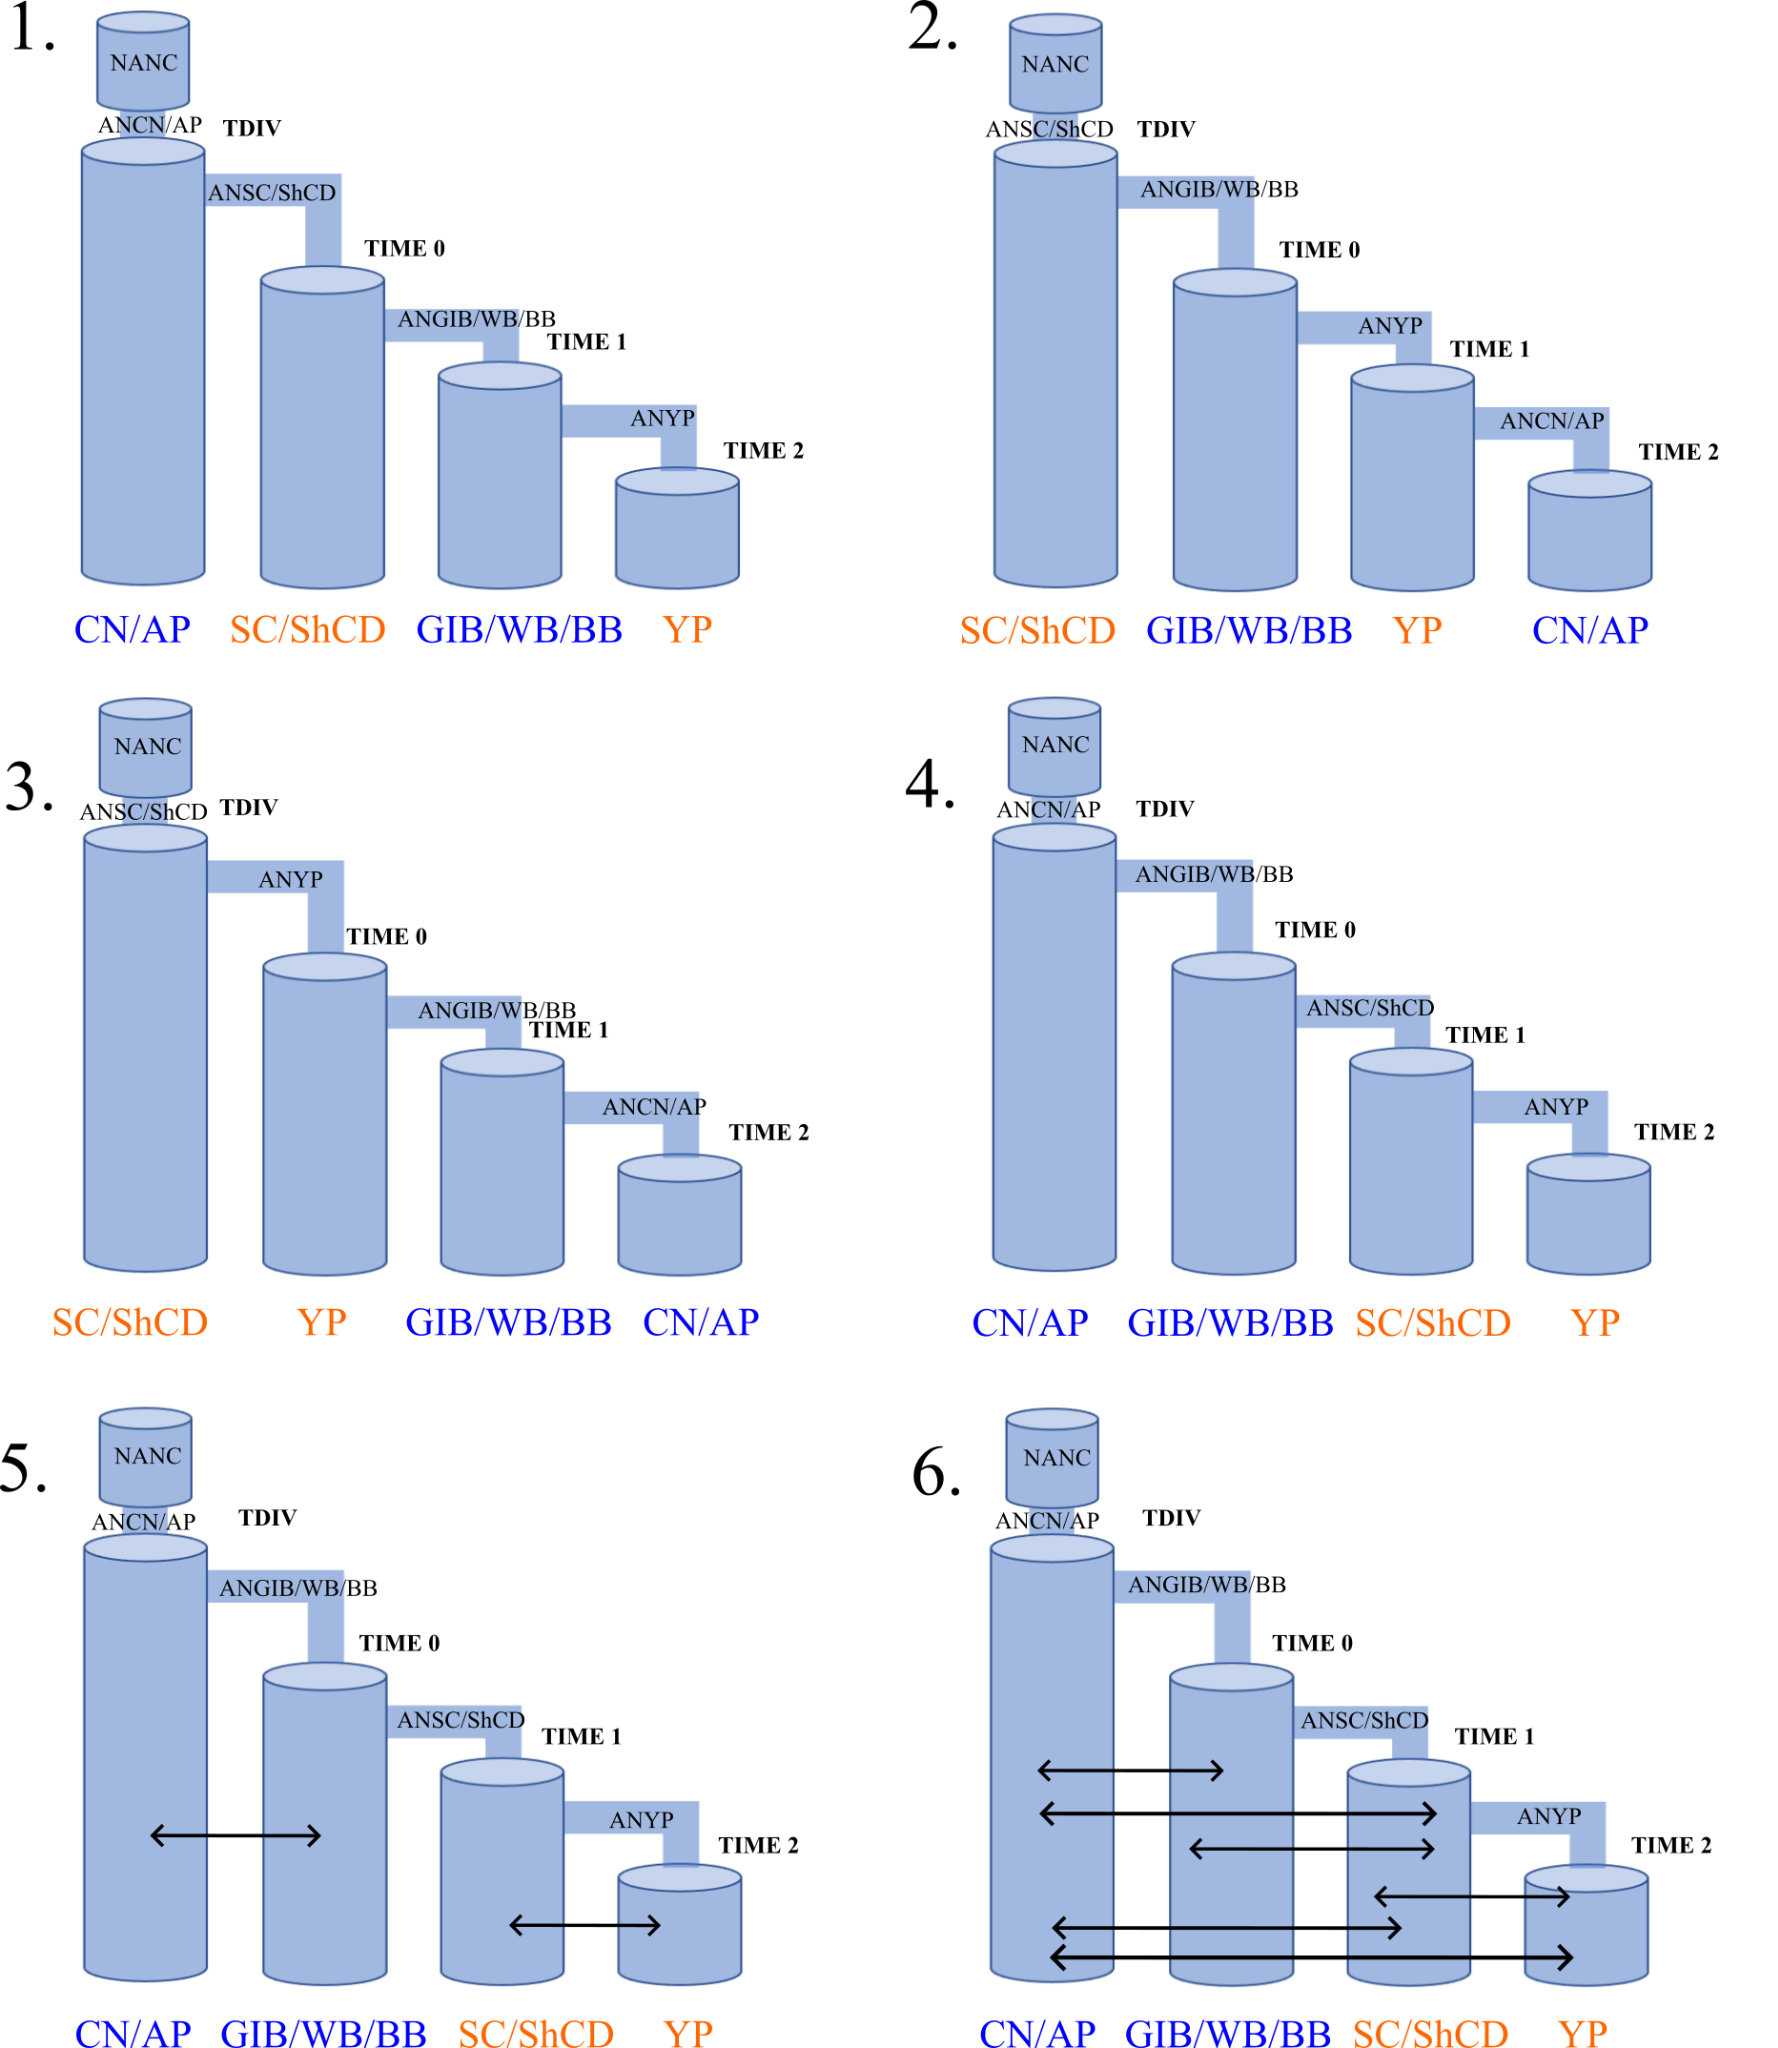 1.
NANC
ANCN/AP TDIV
ANSC/ShCD
TIME 0
ANGIB/WB/BB
TIME 1
ANYP
TIME 2
CN/AP SC/ShCD GIB/WB/BB YP
2.
NANC
ANSC/ShCD TDIV
ANGIB/WB/BB
TIME 0
ANYP
TIME 1
ANCN/AP
TIME 2
SC/ShCD GIB/WB/BB YP CN/AP
3.
NANC
ANSC/ShCD TDIV
ANYP
TIME 0
ANGIB/WB/BB
TIME 1
ANCN/AP
TIME 2
SC/ShCD YP GIB/WB/BB CN/AP
4.
NANC
ANCN/AP TDIV
ANGIB/WB/BB
TIME 0
ANSC/ShCD
TIME 1
ANYP
TIME 2
CN/AP GIB/WB/BB SC/ShCD YP
5.
NANC
ANCN/AP TDIV
ANGIB/WB/BB
TIME 0
ANSC/ShCD
TIME 1
ANYP
TIME 2
CN/AP GIB/WB/BB SC/ShCD YP
6.
NANC
ANCN/AP TDIV
ANGIB/WB/BB
TIME 0
ANSC/ShCD
TIME 1
ANYP
TIME 2
CN/AP GIB/WB/BB SC/ShCD YP